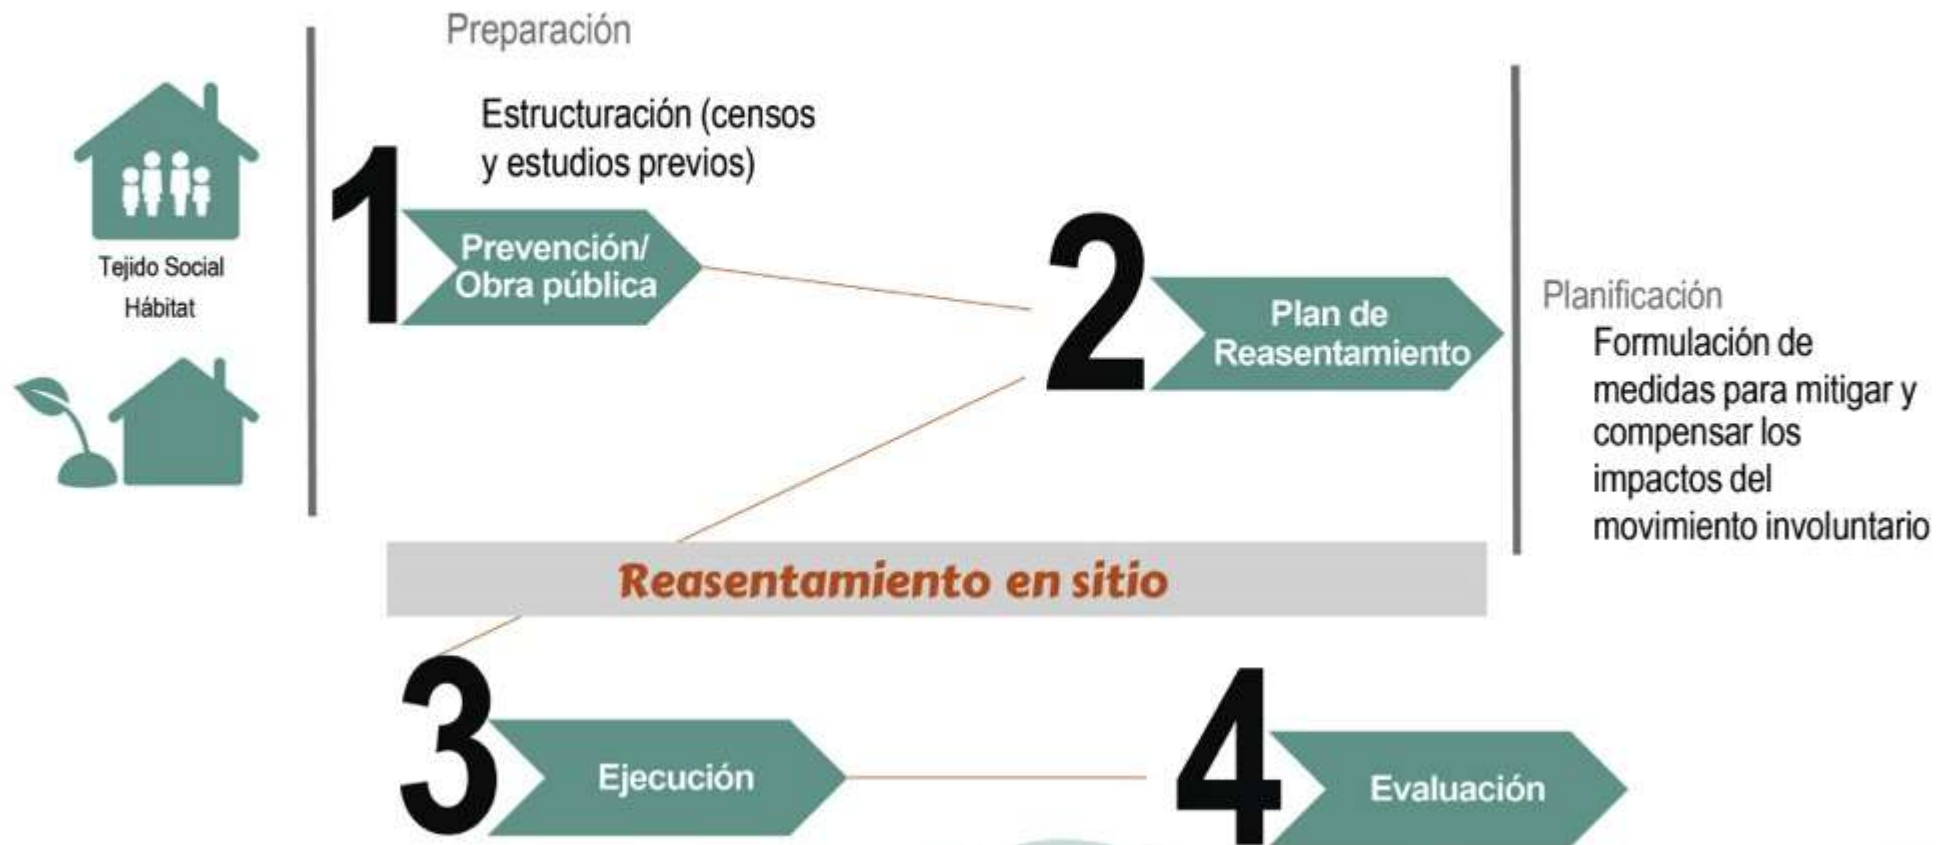 Preparación
Estructuración (censos
y estudios previos)
Tejido Social
Hábitat
1
Prevención/
Obra pública
2
Plan de
Reasentamiento
Planificación
Formulación de
medidas para mitigar y
compensar los
impactos del
movimiento involuntario
Reasentamiento en sitio
3
Ejecución
4
Evaluación